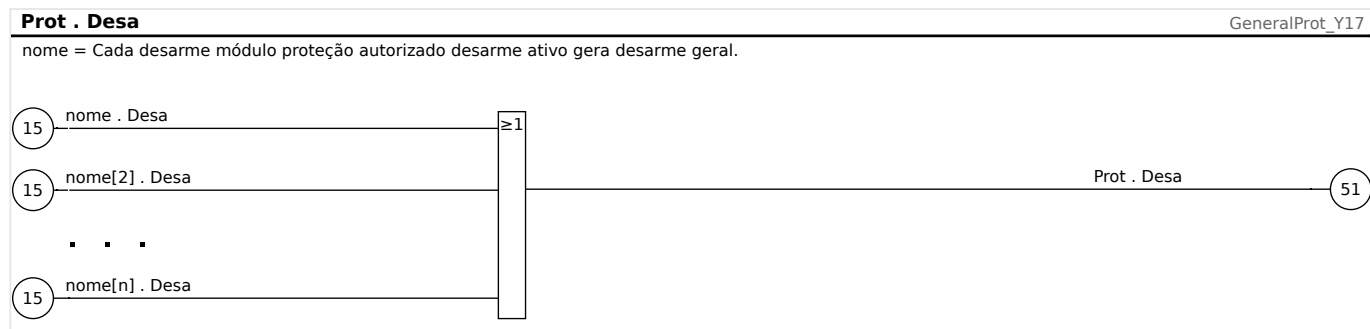 Prot . Desa
GeneralProt_Y17
nome = Cada desarme módulo proteção autorizado desarme ativo gera desarme geral.
15
nome . Desa
≥1
15
nome[2] . Desa
Prot . Desa
51
. . .
15
nome[n] . Desa